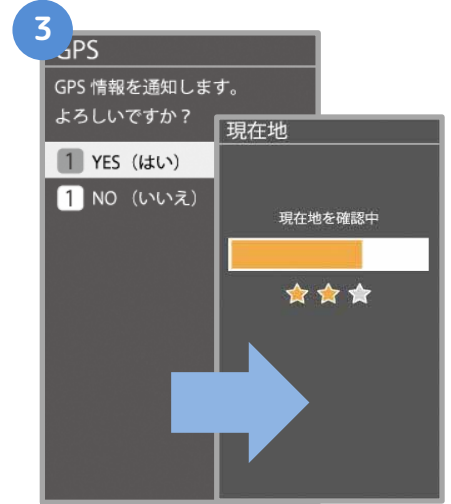 3
GPS
GPS 情報を通知します。
よろしいですか？
1 YES（はい）
1 NO（いいえ）
現在地
現在地を確認中